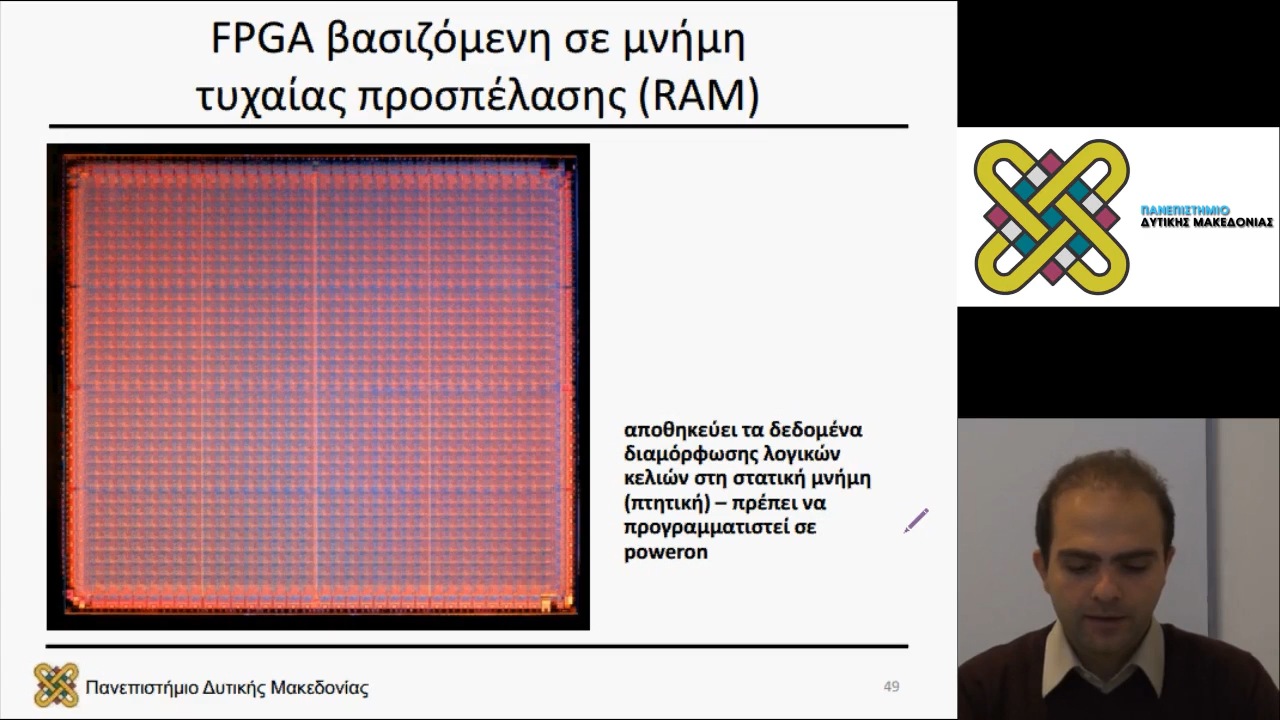 FPGA βασιζόμενη σε μνήμη
τυχαίας προσπέλασης (RAM)
αποθηκεύει τα δεδομένα
διαμόρφωσης λογικών
κελιών στη στατική μνήμη
(πτητική) – πρέπει να
προγραμματιστεί σε
poweron
Πανεπιστήμιο Δυτικής Μακεδονίας
49
ΠΑΝΕΠΙΣΤΗΜΙΟ
ΔΥΤΙΚΗΣ ΜΑΚΕΔΟΝΙΑΣ